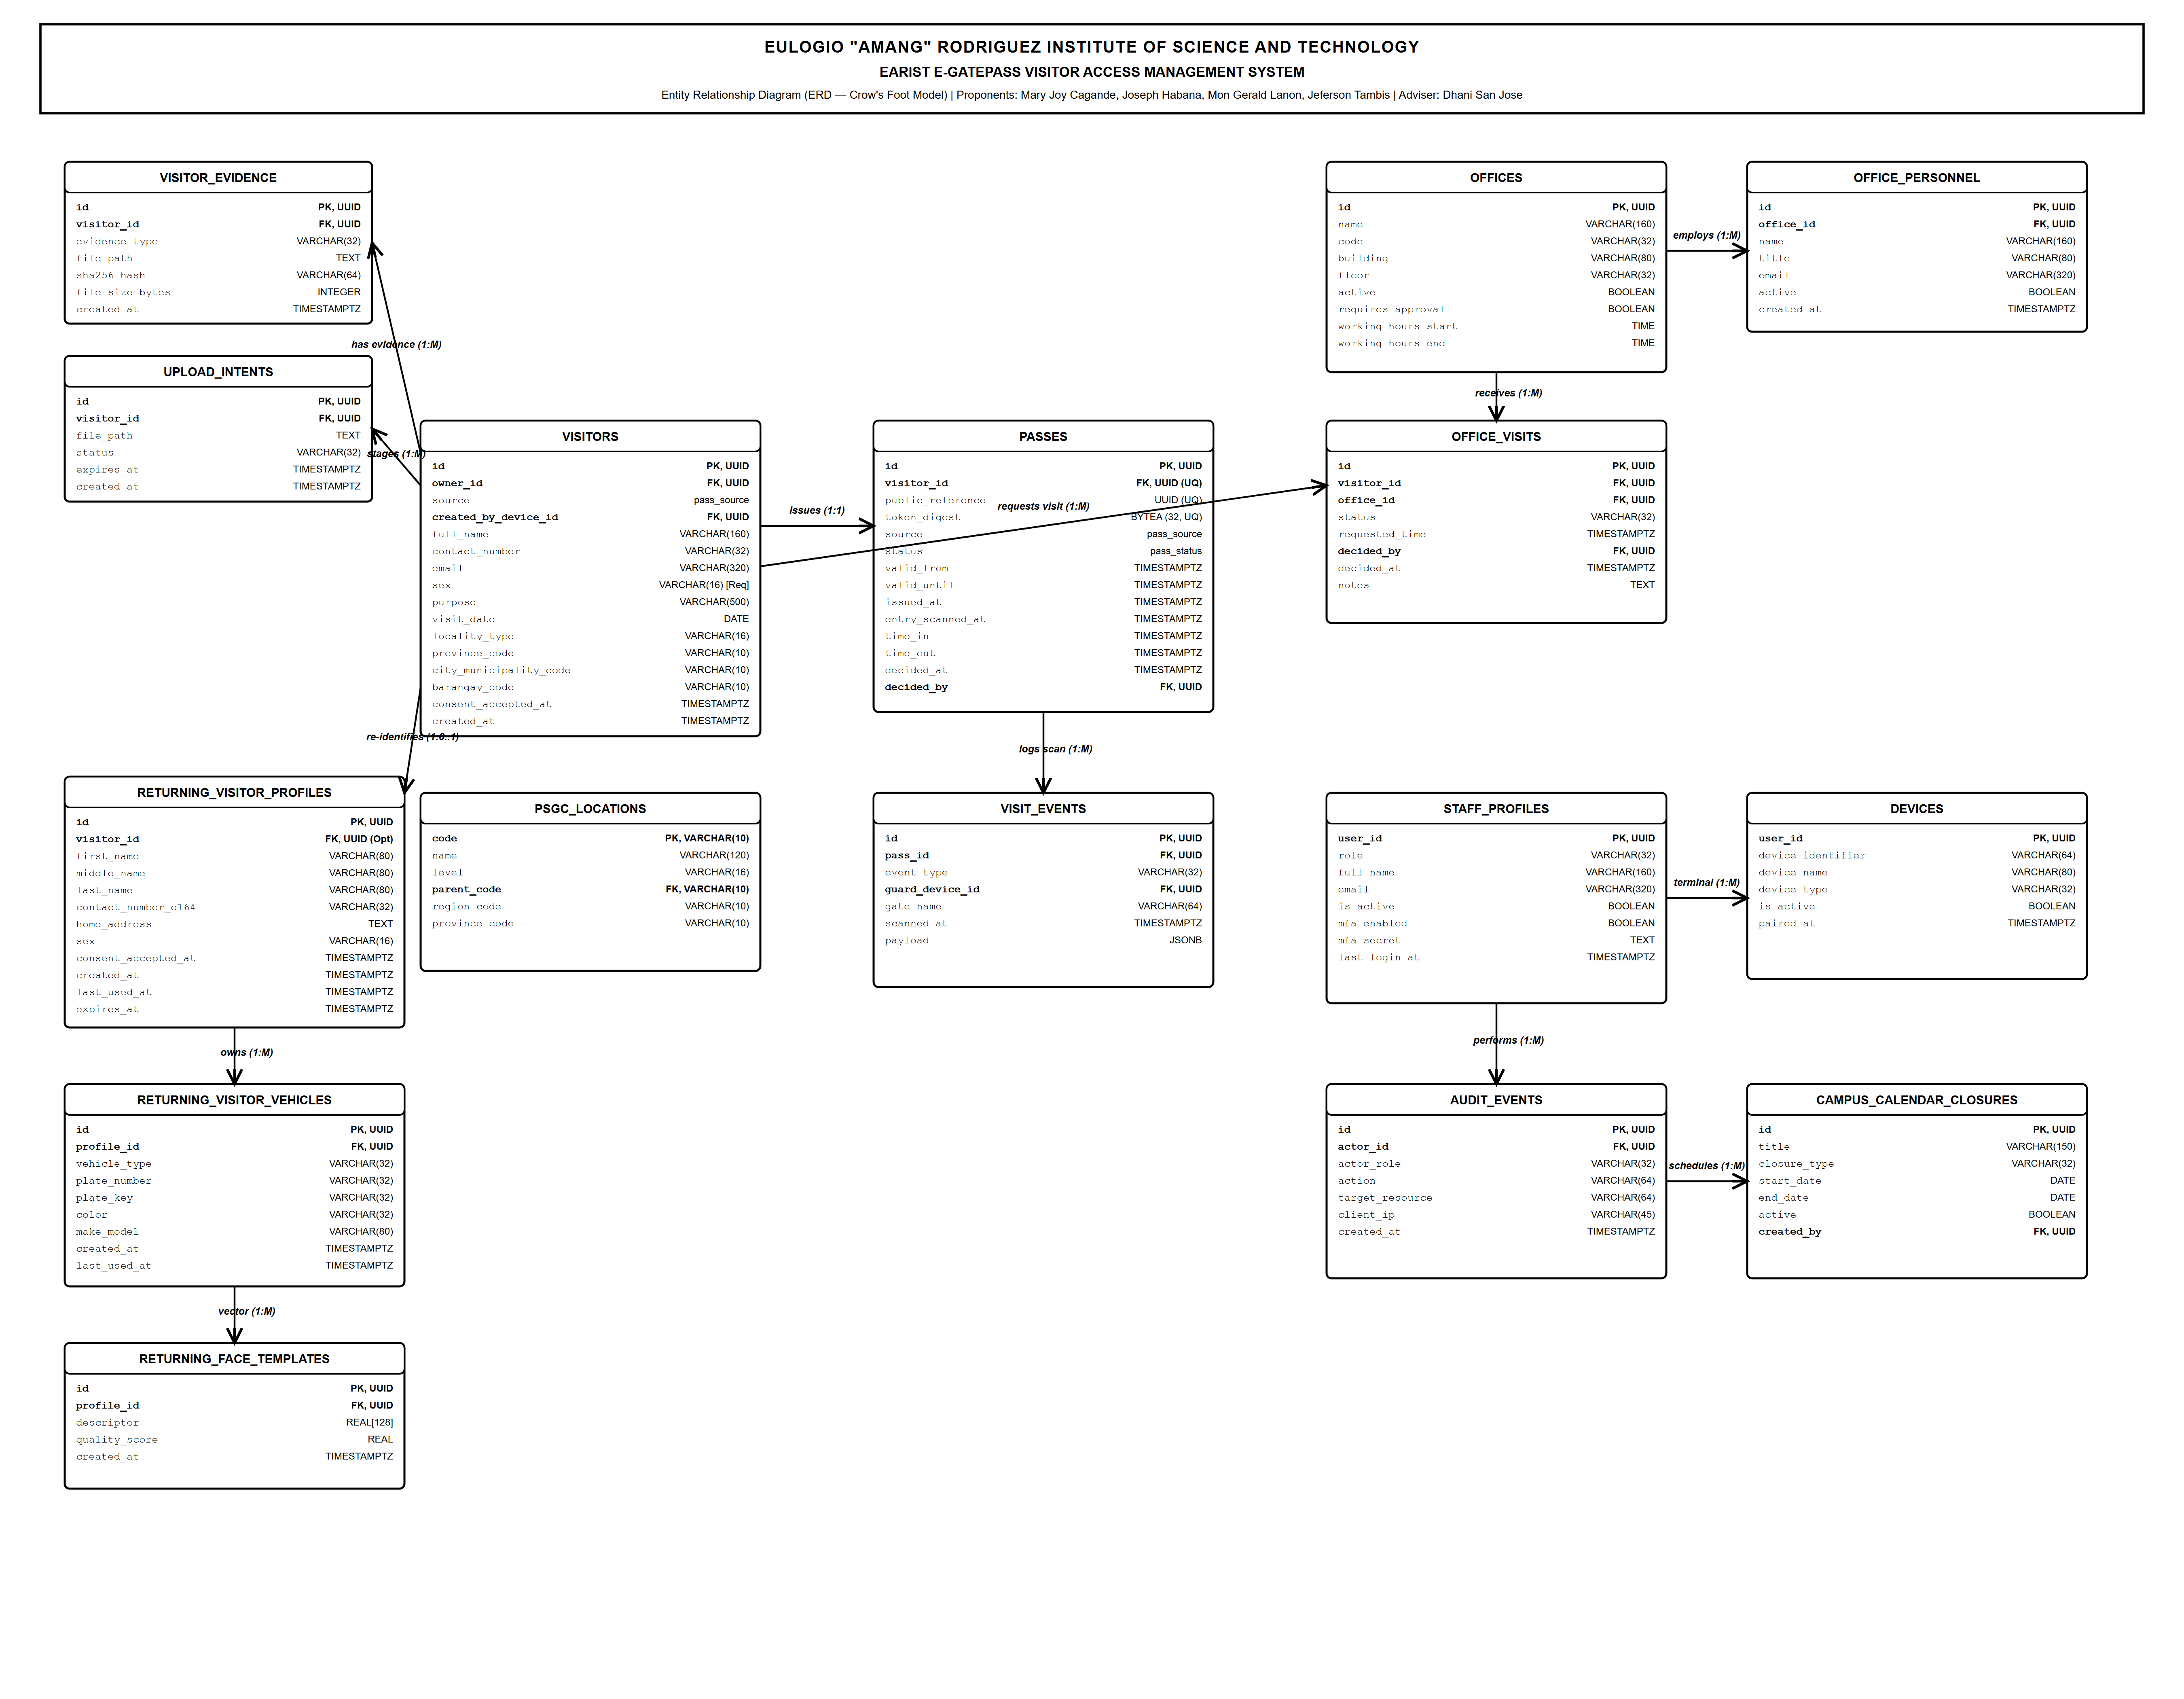 EULOGIO "AMANG" RODRIGUEZ INSTITUTE OF SCIENCE AND TECHNOLOGY
EARIST E-GATEPASS VISITOR ACCESS MANAGEMENT SYSTEM
Entity Relationship Diagram (ERD — Crow's Foot Model) | Proponents: Mary Joy Cagande, Joseph Habana, Mon Gerald Lanon, Jeferson Tambis | Adviser: Dhani San Jose
VISITOR_EVIDENCE
id PK, UUID
visitor_id FK, UUID
evidence_type VARCHAR(32)
file_path TEXT
sha256_hash VARCHAR(64)
file_size_bytes INTEGER
created_at TIMESTAMPTZ
has evidence (1:M)
UPLOAD_INTENTS
id PK, UUID
visitor_id FK, UUID
file_path TEXT
status VARCHAR(32)
expires_at TIMESTAMPTZ
created_at TIMESTAMPTZ
stages (1:M)
VISITORS
id PK, UUID
owner_id FK, UUID
source pass_source
created_by_device_id FK, UUID
full_name VARCHAR(160)
contact_number VARCHAR(32)
email VARCHAR(320)
sex VARCHAR(16) [Req]
purpose VARCHAR(500)
visit_date DATE
locality_type VARCHAR(16)
province_code VARCHAR(10)
city_municipality_code VARCHAR(10)
barangay_code VARCHAR(10)
consent_accepted_at TIMESTAMPTZ
created_at TIMESTAMPTZ
re-identifies (1:0..1)
issues (1:1)
PASSES
id PK, UUID
visitor_id FK, UUID (UQ)
public_reference UUID (UQ)
token_digest BYTEA (32, UQ)
source pass_source
status pass_status
valid_from TIMESTAMPTZ
valid_until TIMESTAMPTZ
issued_at TIMESTAMPTZ
entry_scanned_at TIMESTAMPTZ
time_in TIMESTAMPTZ
time_out TIMESTAMPTZ
decided_at TIMESTAMPTZ
decided_by FK, UUID
requests visit (1:M)
logs scan (1:M)
OFFICES
id PK, UUID
name VARCHAR(160)
code VARCHAR(32)
building VARCHAR(80)
floor VARCHAR(32)
active BOOLEAN
requires_approval BOOLEAN
working_hours_start TIME
working_hours_end TIME
employs (1:M)
receives (1:M)
OFFICE_PERSONNEL
id PK, UUID
office_id FK, UUID
name VARCHAR(160)
title VARCHAR(80)
email VARCHAR(320)
active BOOLEAN
created_at TIMESTAMPTZ
OFFICE_VISITS
id PK, UUID
visitor_id FK, UUID
office_id FK, UUID
status VARCHAR(32)
requested_time TIMESTAMPTZ
decided_by FK, UUID
decided_at TIMESTAMPTZ
notes TEXT
RETURNING_VISITOR_PROFILES
id PK, UUID
visitor_id FK, UUID (Opt)
first_name VARCHAR(80)
middle_name VARCHAR(80)
last_name VARCHAR(80)
contact_number_e164 VARCHAR(32)
home_address TEXT
sex VARCHAR(16)
consent_accepted_at TIMESTAMPTZ
created_at TIMESTAMPTZ
last_used_at TIMESTAMPTZ
expires_at TIMESTAMPTZ
owns (1:M)
PSGC_LOCATIONS
code PK, VARCHAR(10)
name VARCHAR(120)
level VARCHAR(16)
parent_code FK, VARCHAR(10)
region_code VARCHAR(10)
province_code VARCHAR(10)
VISIT_EVENTS
id PK, UUID
pass_id FK, UUID
event_type VARCHAR(32)
guard_device_id FK, UUID
gate_name VARCHAR(64)
scanned_at TIMESTAMPTZ
payload JSONB
STAFF_PROFILES
user_id PK, UUID
role VARCHAR(32)
full_name VARCHAR(160)
email VARCHAR(320)
is_active BOOLEAN
mfa_enabled BOOLEAN
mfa_secret TEXT
last_login_at TIMESTAMPTZ
terminal (1:M)
performs (1:M)
DEVICES
user_id PK, UUID
device_identifier VARCHAR(64)
device_name VARCHAR(80)
device_type VARCHAR(32)
is_active BOOLEAN
paired_at TIMESTAMPTZ
RETURNING_VISITOR_VEHICLES
id PK, UUID
profile_id FK, UUID
vehicle_type VARCHAR(32)
plate_number VARCHAR(32)
plate_key VARCHAR(32)
color VARCHAR(32)
make_model VARCHAR(80)
created_at TIMESTAMPTZ
last_used_at TIMESTAMPTZ
vector (1:M)
AUDIT_EVENTS
id PK, UUID
actor_id FK, UUID
actor_role VARCHAR(32)
action VARCHAR(64)
target_resource VARCHAR(64)
client_ip VARCHAR(45)
created_at TIMESTAMPTZ
schedules (1:M)
CAMPUS_CALENDAR_CLOSURES
id PK, UUID
title VARCHAR(150)
closure_type VARCHAR(32)
start_date DATE
end_date DATE
active BOOLEAN
created_by FK, UUID
RETURNING_FACE_TEMPLATES
id PK, UUID
profile_id FK, UUID
descriptor REAL[128]
quality_score REAL
created_at TIMESTAMPTZ